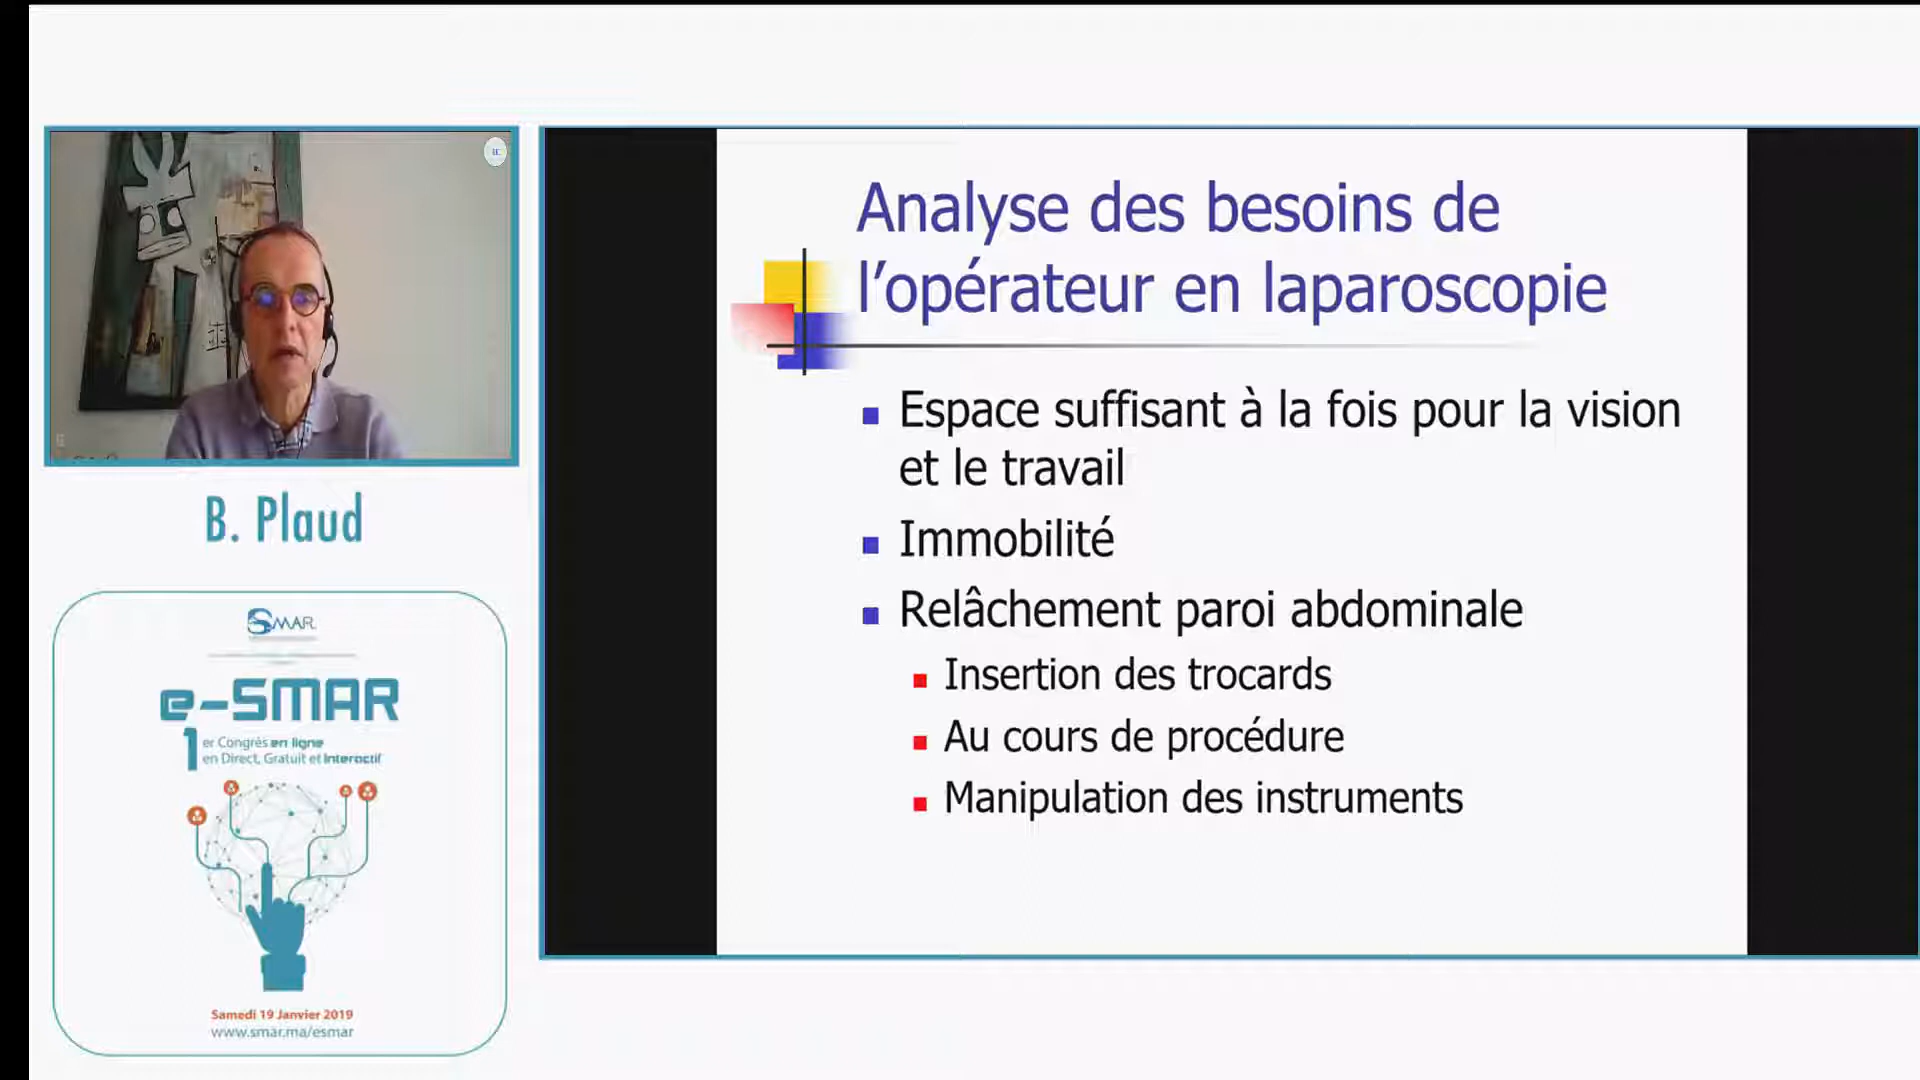 Analyse des besoins de
l’opérateur en laparoscopie
Espace suffisant à la fois pour la vision
et le travail
Immobilité
Relâchement paroi abdominale
Insertion des trocards
Au cours de procédure
Manipulation des instruments
B. Plaud
SMAR
e-SMAR
1er Congrès en ligne
en Direct, Gratuit et Interactif
Samedi 19 Janvier 2019
www.smar.ma/esmar